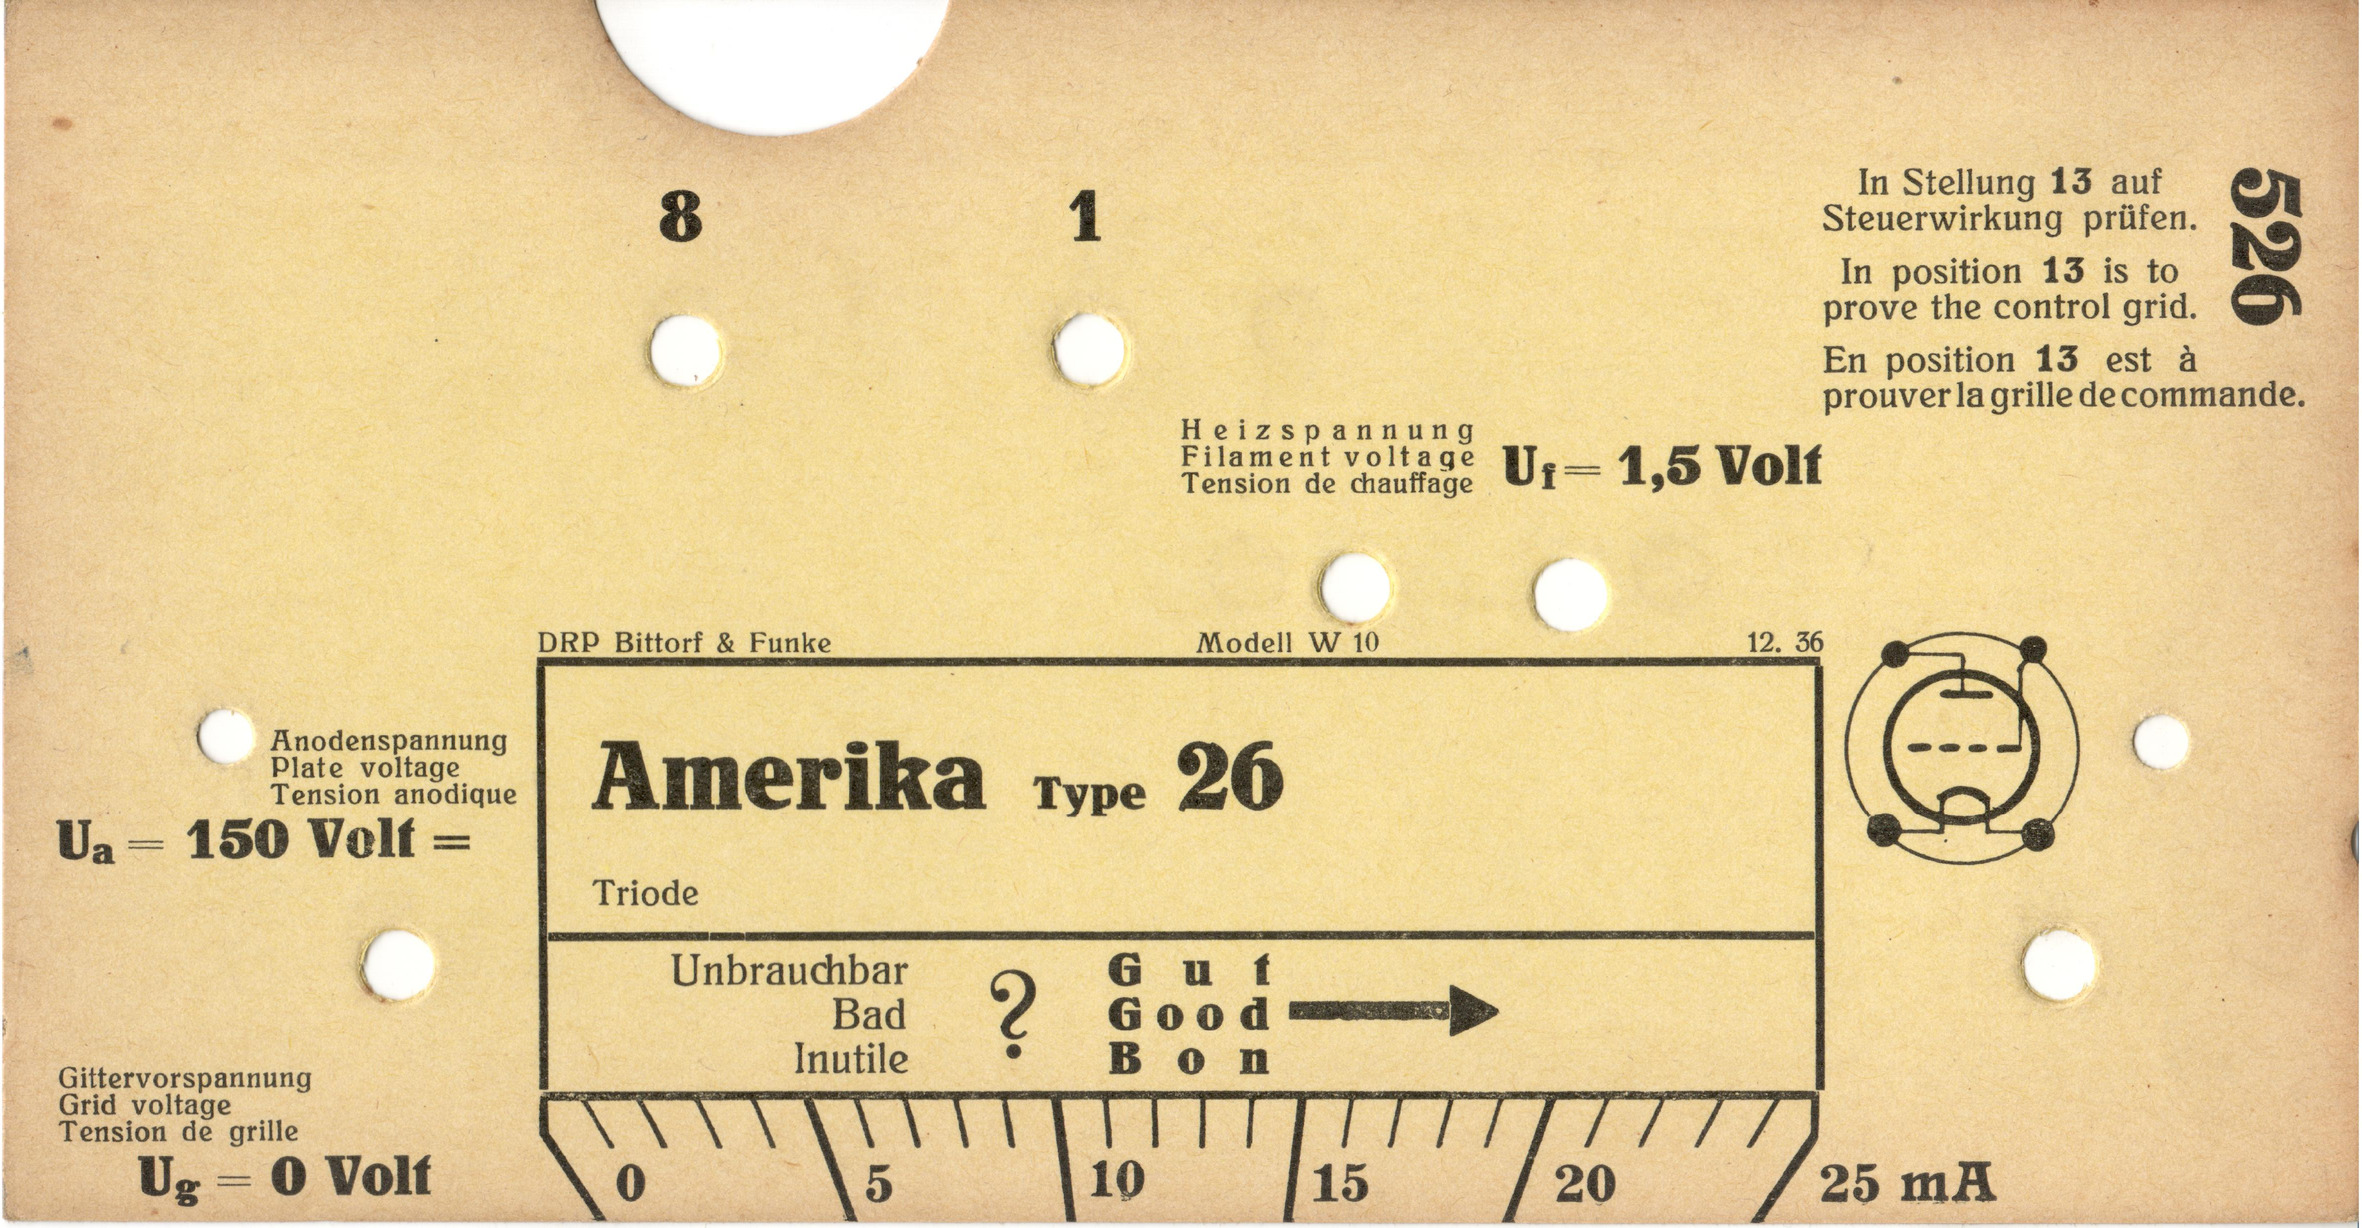 8 1
In Stellung 13 auf
Steuerwirkung prüfen.
In position 13 is to
prove the control grid.
En position 13 est à
prouver la grille de commande.
526
Heizspannung
Filament voltage
Tension de chauffage
Uf = 1,5 Volt
DRP Bittorf & Funke Modell W 10 12. 36
Anodenspannung
Plate voltage
Tension anodique
Ua = 150 Volt =
Amerika Type 26
Triode
Unbrauchbar
Bad
Inutile
?
Gut
Good
Bon
Gittervorspannung
Grid voltage
Tension de grille
Ug = 0 Volt
0 5 10 15 20 25 mA